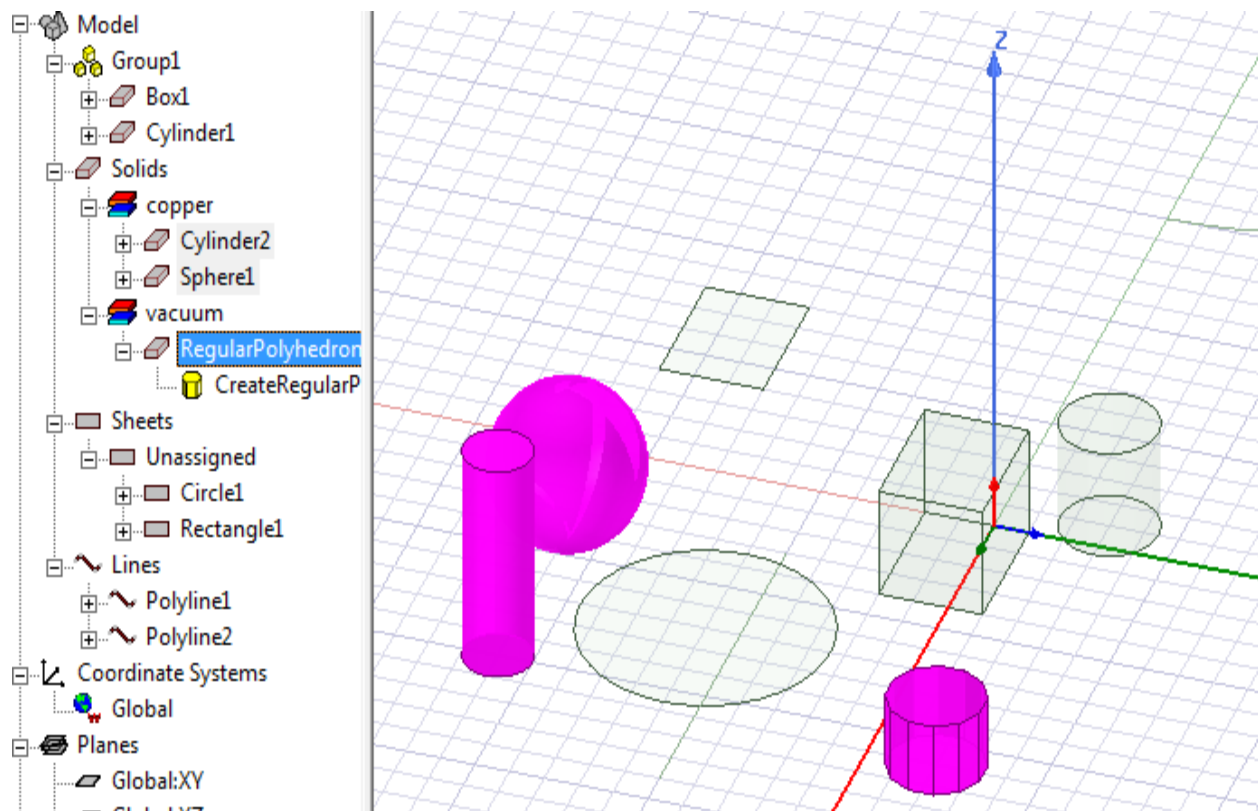 Model
Group1
Box1
Cylinder1
Solids
copper
Cylinder2
Sphere1
vacuum
RegularPolyhedron
CreateRegularP
Sheets
Unassigned
Circle1
Rectangle1
Lines
Polyline1
Polyline2
Coordinate Systems
Global
Planes
Global:XY
Z